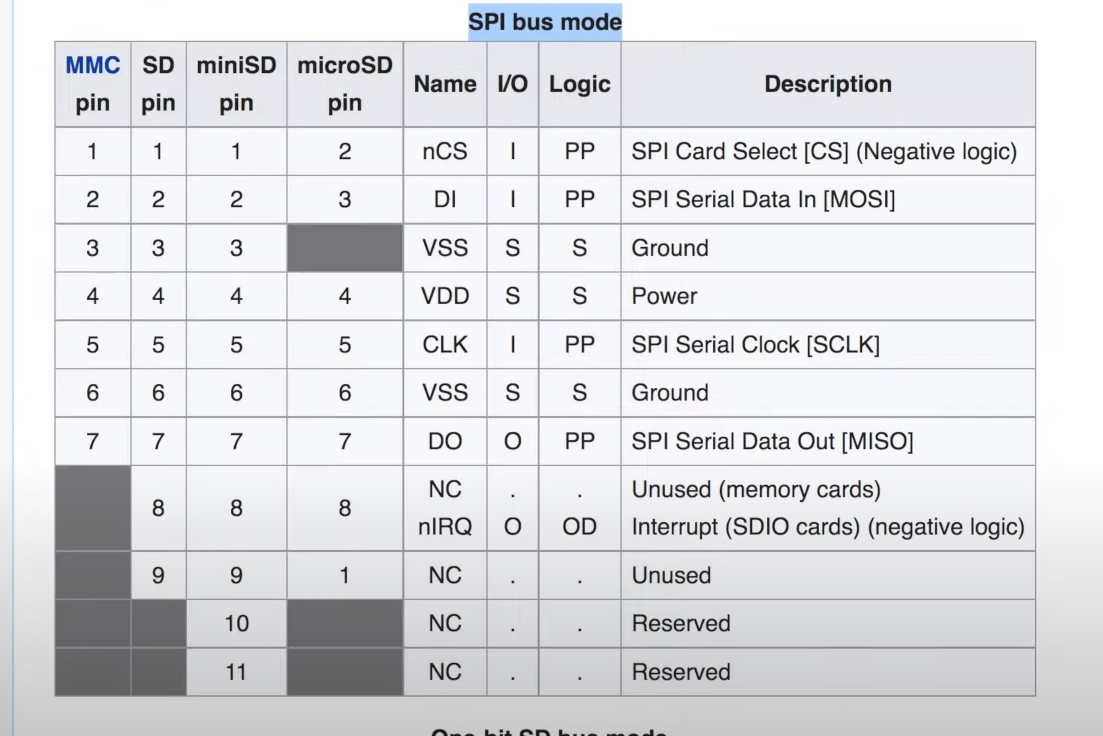 SPI bus mode
MMC pin SD pin miniSD pin microSD pin Name I/O Logic Description
1 1 1 2 nCS I PP SPI Card Select [CS] (Negative logic)
2 2 2 3 DI I PP SPI Serial Data In [MOSI]
3 3 3 VSS S S Ground
4 4 4 4 VDD S S Power
5 5 5 5 CLK I PP SPI Serial Clock [SCLK]
6 6 6 6 VSS S S Ground
7 7 7 7 DO O PP SPI Serial Data Out [MISO]
8 8 8 NC . . Unused (memory cards)
nIRQ O OD Interrupt (SDIO cards) (negative logic)
9 9 1 NC . . Unused
10 NC . . Reserved
11 NC . . Reserved
One-bit SD bus mode